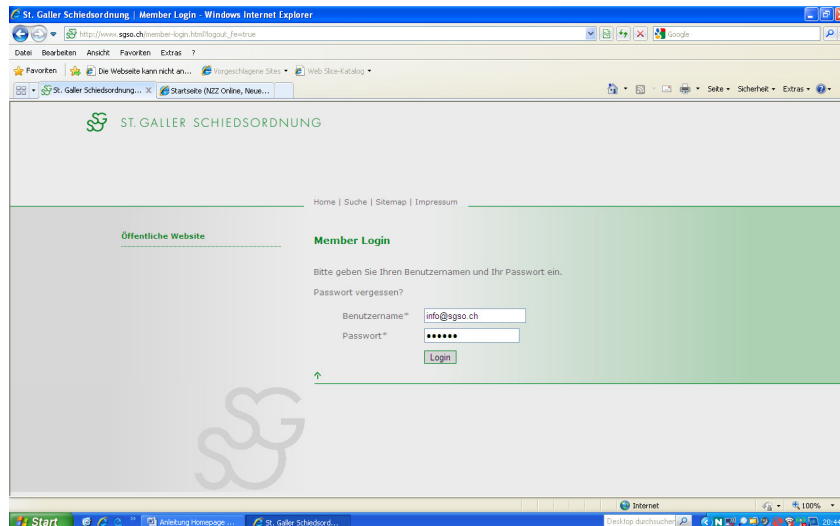 St. Galler Schiedsordnung | Member Login - Windows Internet Explorer
http://www.sgso.ch/member-login.html?logout_fe=true
Google
Datei Bearbeiten Ansicht Favoriten Extras ?
Favoriten Die Webseite kann nicht an... Vorgeschlagene Sites Web Slice-Katalog
St. Galler Schiedsordnung... X Startseite (NZZ Online, Neue... Seite Sicherheit Extras
SSG ST. GALLER SCHIEDSORDNUNG
Home | Suche | Sitemap | Impressum
Öffentliche Website
Member Login
Bitte geben Sie Ihren Benutzernamen und Ihr Passwort ein.
Passwort vergessen?
Benutzername* info@sgso.ch
Passwort* ••••••
Login
SSG
Internet 100%
Start Anleitung Homepage ... St. Galler Schiedsord... Desktop durchsuchen